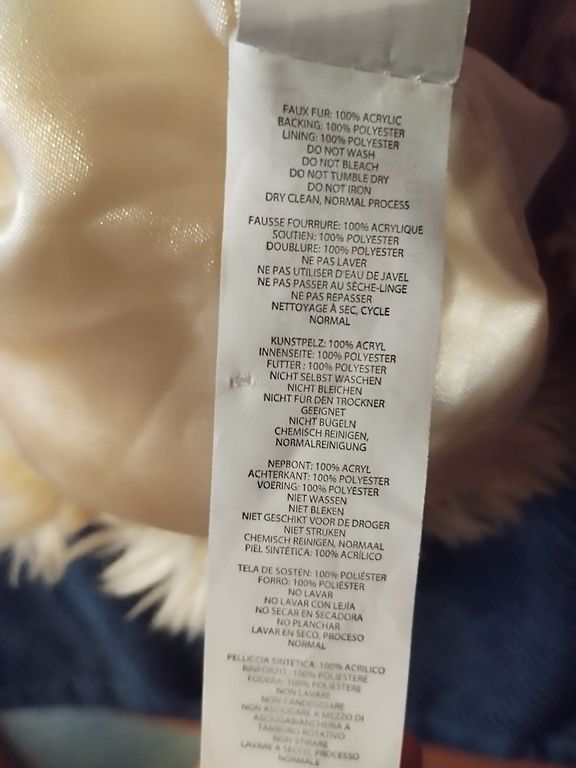 FAUX FUR: 100% ACRYLIC
BACKING: 100% POLYESTER
LINING: 100% POLYESTER
DO NOT WASH
DO NOT BLEACH
DO NOT TUMBLE DRY
DO NOT IRON
DRY CLEAN, NORMAL PROCESS
FAUSSE FOURRURE: 100% ACRYLIQUE
SOUTIEN: 100% POLYESTER
DOUBLURE: 100% POLYESTER
NE PAS LAVER
NE PAS UTILISER D'EAU DE JAVEL
NE PAS PASSER AU SÈCHE-LINGE
NE PAS REPASSER
NETTOYAGE À SEC, CYCLE
NORMAL
KUNSTPELZ: 100% ACRYL
INNENSEITE: 100% POLYESTER
FUTTER : 100% POLYESTER
NICHT SELBST WASCHEN
NICHT BLEICHEN
NICHT FÜR DEN TROCKNER
GEEIGNET
NICHT BÜGELN
CHEMISCH REINIGEN,
NORMALREINIGUNG
NEPBONT: 100% ACRYL
ACHTERKANT: 100% POLYESTER
VOERING: 100% POLYESTER
NIET WASSEN
NIET BLEKEN
NIET GESCHIKT VOOR DE DROGER
NIET STRIJKEN
CHEMISCH REINIGEN, NORMAAL
PIEL SINTÉTICA: 100% ACRÍLICO
TELA DE SOSTÉN: 100% POLIÉSTER
FORRO: 100% POLIÉSTER
NO LAVAR
NO LAVAR CON LEJÍA
NO SECAR EN SECADORA
NO PLANCHAR
LAVAR EN SECO, PROCESO
NORMAL
PELLICCIA SINTETICA: 100% ACRILICO
RINFORZO : 100% POLIESTERE
FODERA: 100% POLIESTERE
NON LAVARE
NON CANDEGGIARE
NON ASCIUGARE A MEZZO DI
ASCIUGABIANCHERIA A
TAMBURO ROTATIVO
NON STIRARE
LAVARE A SECCO, PROCESSO
NORMALE